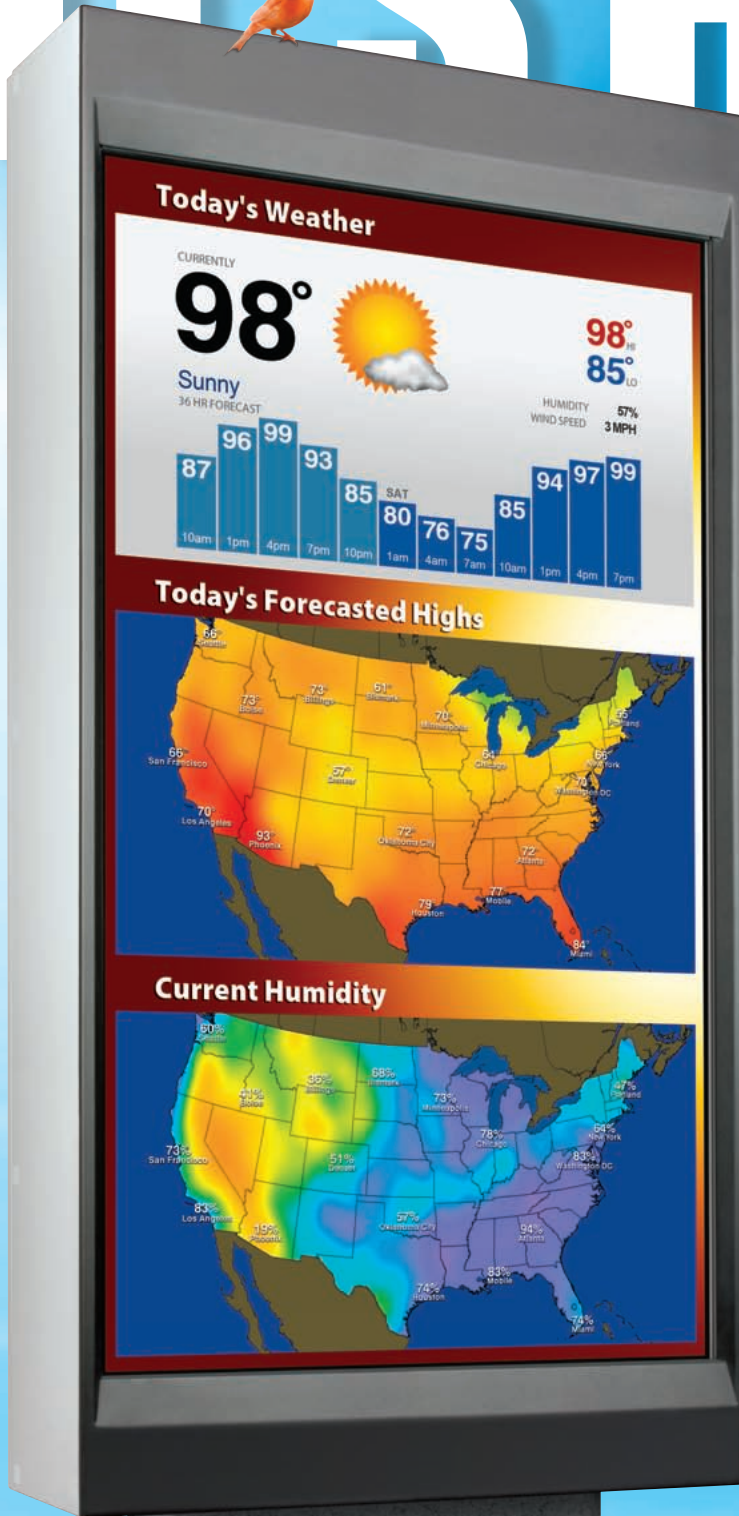 Today's Weather
CURRENTLY
98°
98° HI
85° LO
Sunny
36 HR FORECAST
HUMIDITY 57%
WIND SPEED 3 MPH
87 96 99 93 85 SAT 80 76 75 85 94 97 99
10am 1pm 4pm 7pm 10pm 1am 4am 7am 10am 1pm 4pm 7pm
Today's Forecasted Highs
66°
Seattle
73°
Boise
73°
Billings
61°
Bismark
70°
Minneapolis
55°
Portland
66°
San Francisco
Denver
64°
Chicago
66°
New York
70°
Washington DC
70°
Los Angeles
93°
Phoenix
72°
Oklahoma City
72°
Atlanta
79°
Houston
77
Mobile
84°
Miami
Current Humidity
60%
Seattle
Boise
Billings
68%
Bismark
73%
Minneapolis
47%
Portland
73%
San Francisco
51%
Denver
78%
Chicago
64%
New York
83%
Washington DC
83%
Los Angeles
19%
Phoenix
57%
Oklahoma City
94%
Atlanta
74%
Houston
83%
Mobile
74%
Miami